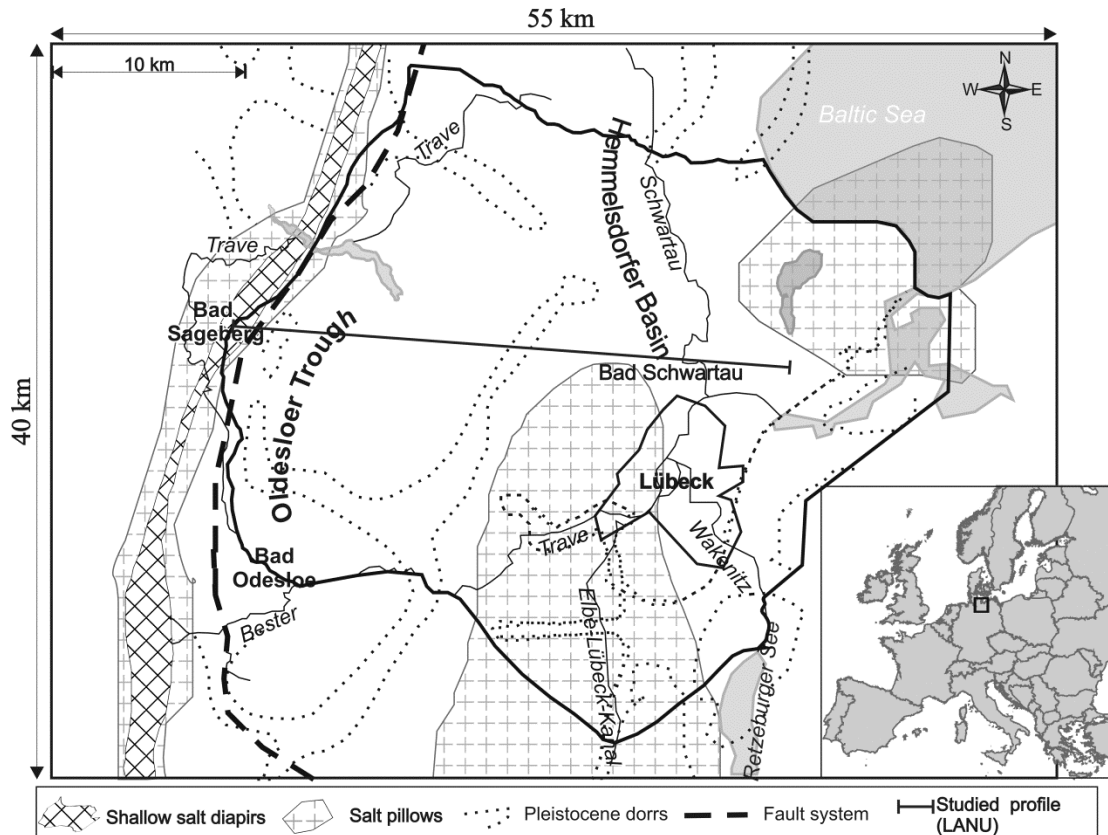 55 km
40 km
10 km
N
W
E
S
Baltic Sea
Trave
Hemmelsdorfer Basin
Schwartau
Trave
Bad
Sageberg
Oldesloer Trough
Bad Schwartau
Lübeck
Trave
Wakenitz
Bad
Odesloe
Bester
Elbe-Lübeck-Kanal
Retzeburger See
Shallow salt diapirs
Salt pillows
Pleistocene dorrs
Fault system
Studied profile
(LANU)